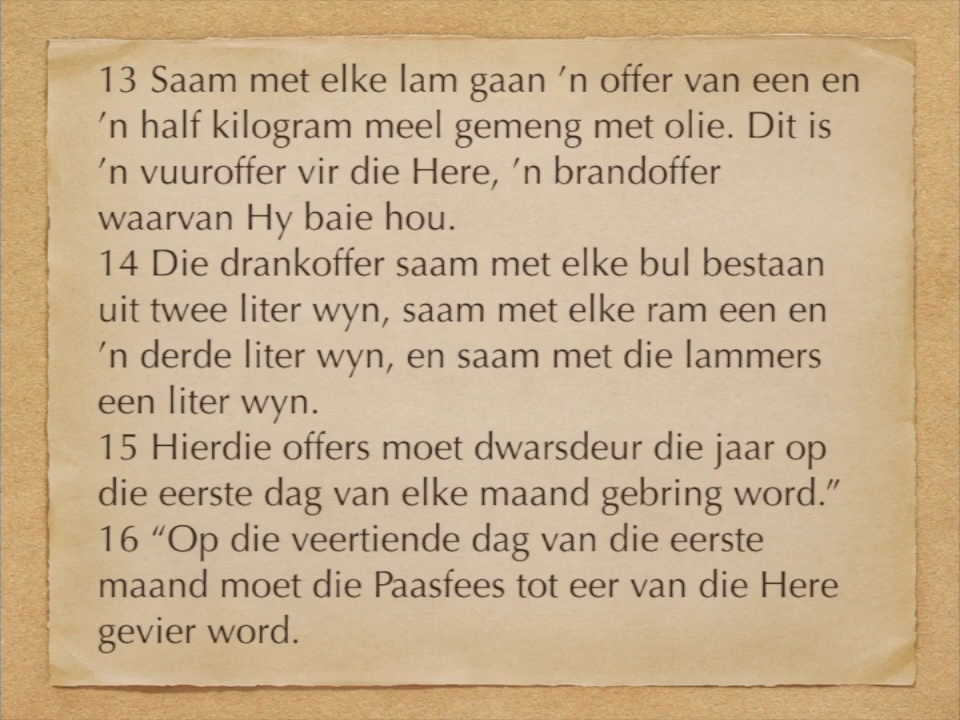 13 Saam met elke lam gaan ’n offer van een en
’n half kilogram meel gemeng met olie. Dit is
’n vuuroffer vir die Here, ’n brandoffer
waarvan Hy baie hou.
14 Die drankoffer saam met elke bul bestaan
uit twee liter wyn, saam met elke ram een en
’n derde liter wyn, en saam met die lammers
een liter wyn.
15 Hierdie offers moet dwarsdeur die jaar op
die eerste dag van elke maand gebring word.”
16 “Op die veertiende dag van die eerste
maand moet die Paasfees tot eer van die Here
gevier word.